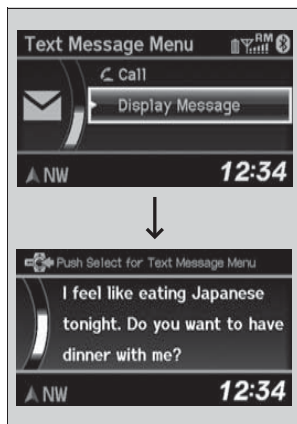 Text Message Menu RM
Call
Display Message
NW 12:34
Push Select for Text Message Menu
I feel like eating Japanese
tonight. Do you want to have
dinner with me?
NW 12:34